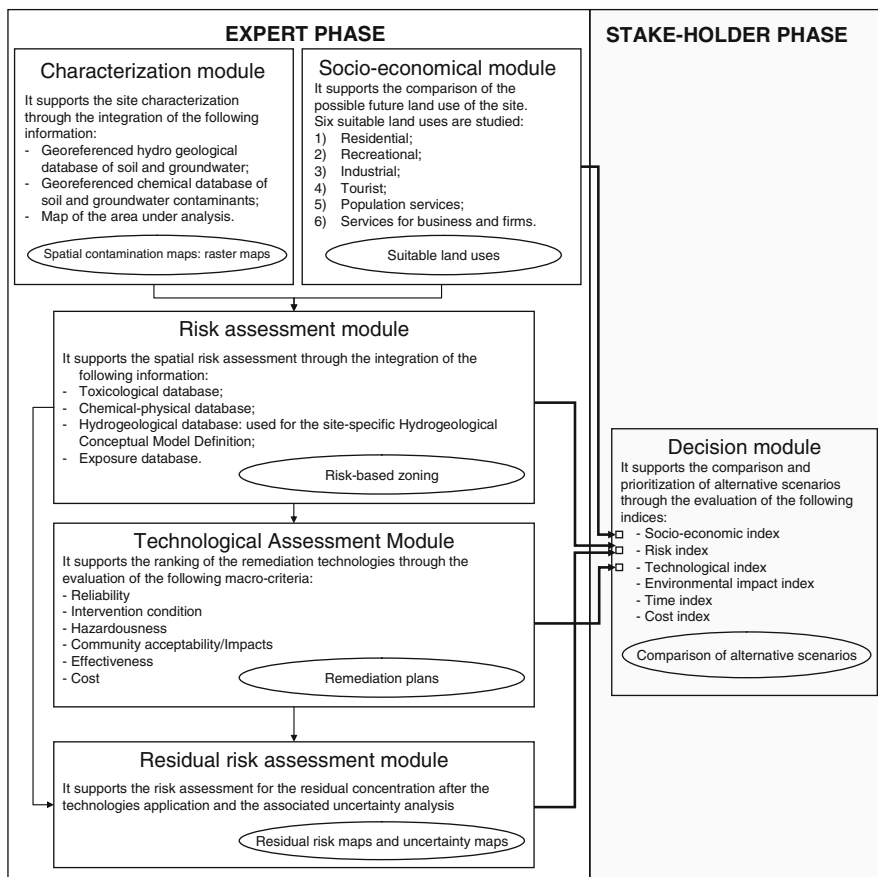 EXPERT PHASE
STAKE-HOLDER PHASE
Characterization module
It supports the site characterization
through the integration of the following
information:
- Georeferenced hydro geological
database of soil and groundwater;
- Georeferenced chemical database of
soil and groundwater contaminants;
- Map of the area under analysis.
Spatial contamination maps: raster maps
Socio-economical module
It supports the comparison of the
possible future land use of the site.
Six suitable land uses are studied:
1) Residential;
2) Recreational;
3) Industrial;
4) Tourist;
5) Population services;
6) Services for business and firms.
Suitable land uses
Risk assessment module
It supports the spatial risk assessment through the integration of the
following information:
- Toxicological database;
- Chemical-physical database;
- Hydrogeological database: used for the site-specific Hydrogeological
Conceptual Model Definition;
- Exposure database.
Risk-based zoning
Technological Assessment Module
It supports the ranking of the remediation technologies through the
evaluation of the following macro-criteria:
- Reliability
- Intervention condition
- Hazardousness
- Community acceptability/Impacts
- Effectiveness
- Cost
Remediation plans
Residual risk assessment module
It supports the risk assessment for the residual concentration after the
technologies application and the associated uncertainty analysis
Residual risk maps and uncertainty maps
Decision module
It supports the comparison and
prioritization of alternative scenarios
through the evaluation of the following
indices:
- Socio-economic index
- Risk index
- Technological index
- Environmental impact index
- Time index
- Cost index
Comparison of alternative scenarios